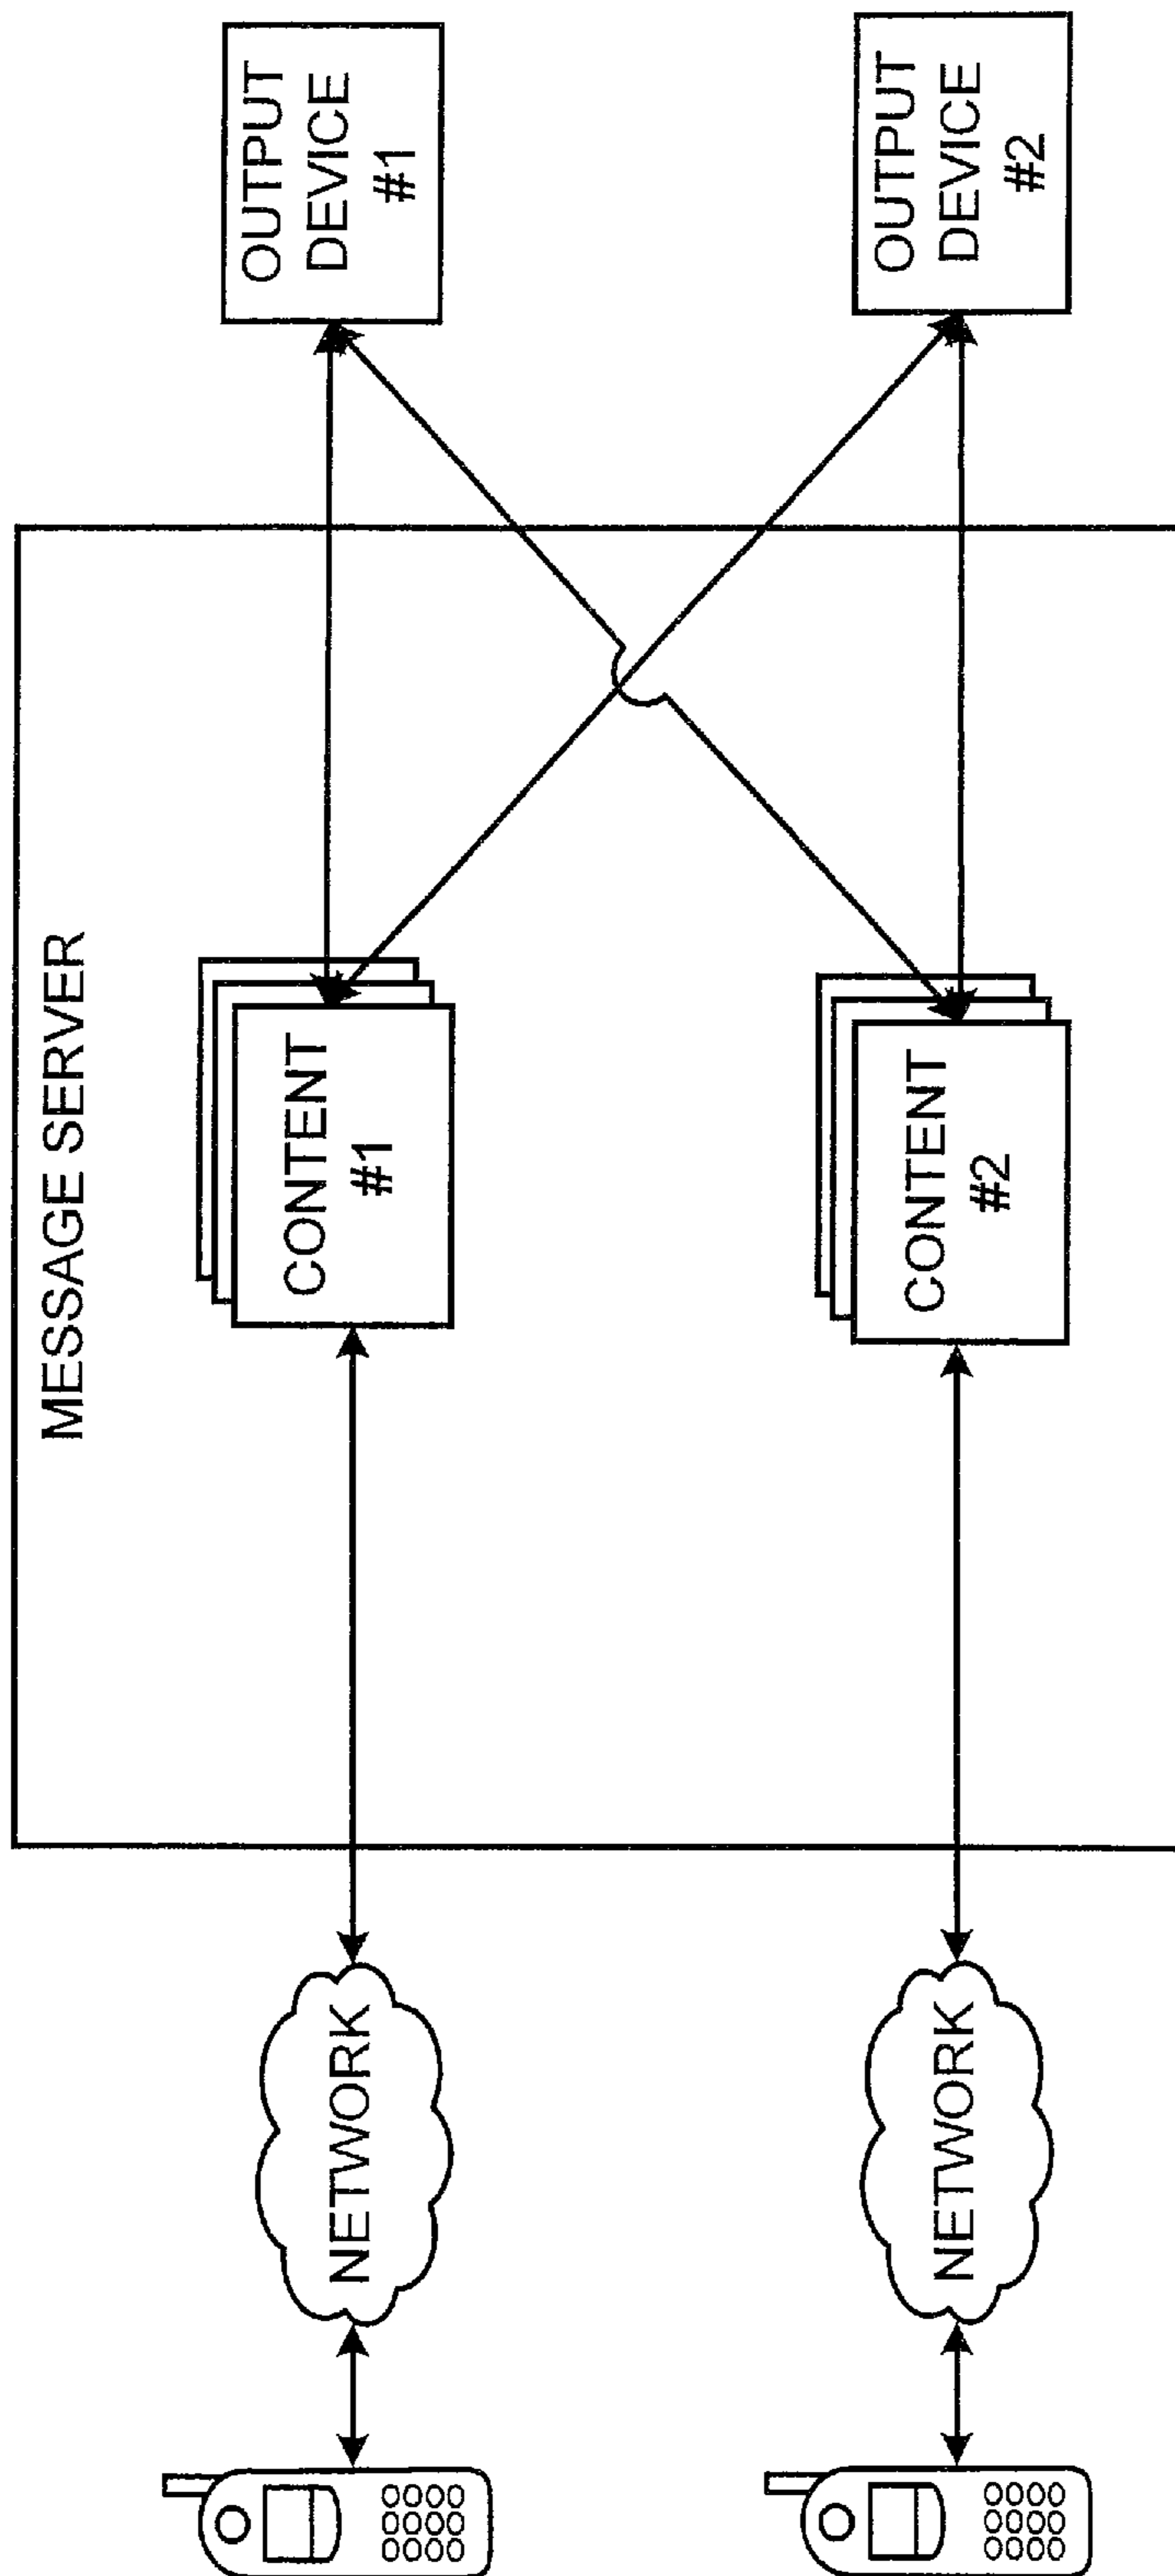 MESSAGE SERVER
NETWORK
CONTENT
#1
OUTPUT
DEVICE
#1
NETWORK
CONTENT
#2
OUTPUT
DEVICE
#2